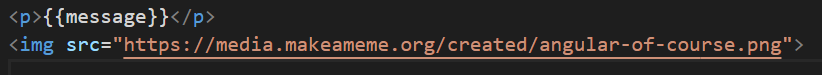 <p>{{message}}</p>
<img src="https://media.makeameme.org/created/angular-of-course.png">